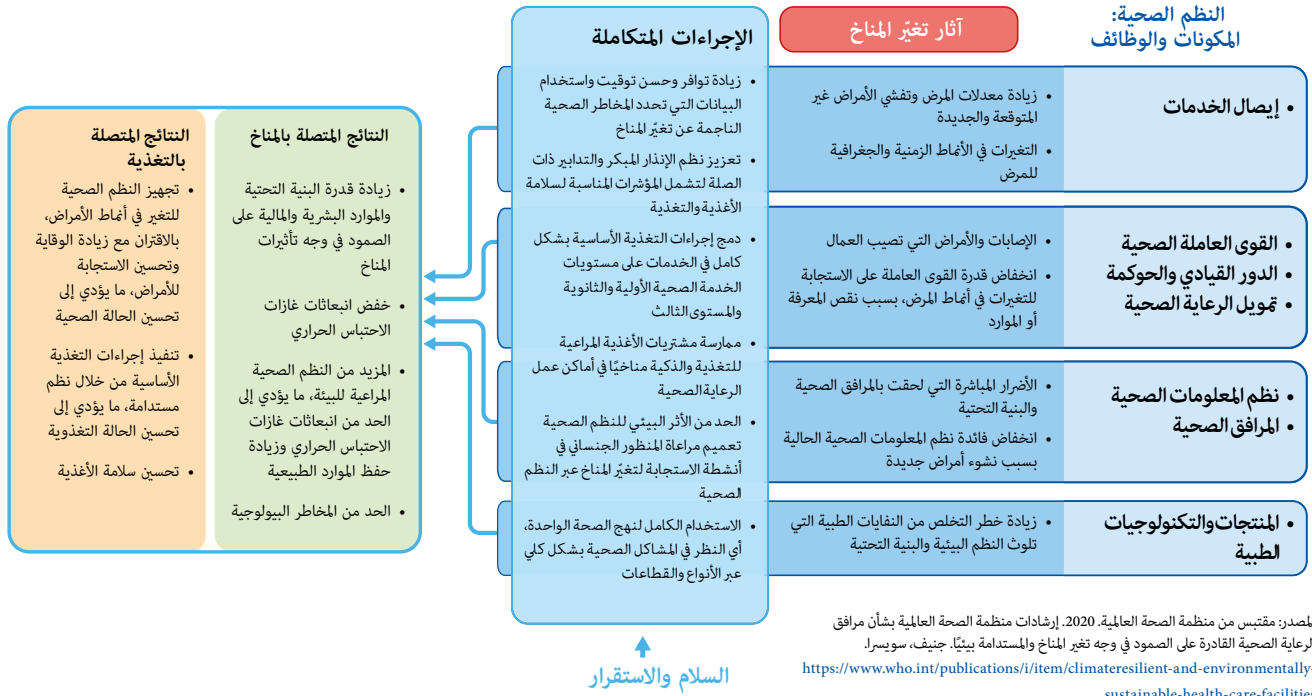 النظم الصحية:
المكونات والوظائف
آثار تغيّر المناخ
الإجراءات المتكاملة
• إيصال الخدمات
• زيادة معدلات المرض وتفشي الأمراض غير
المتوقعة والجديدة
• التغيرات في الأنماط الزمنية والجغرافية
للمرض
• القوى العاملة الصحية
• الدور القيادي والحوكمة
• تمويل الرعاية الصحية
• الإصابات والأمراض التي تصيب العمال
• انخفاض قدرة القوى العاملة على الاستجابة
للتغيرات في أنماط المرض، بسبب نقص المعرفة
أو الموارد
• نظم المعلومات الصحية
• المرافق الصحية
• الأضرار المباشرة التي لحقت بالمرافق الصحية
والبنية التحتية
• انخفاض فائدة نظم المعلومات الصحية الحالية
بسبب نشوء أمراض جديدة
• المنتجات والتكنولوجيات
الطبية
• زيادة خطر التخلص من النفايات الطبية التي
تلوث النظم البيئية والبنية التحتية
• زيادة توافر وحسن توقيت واستخدام
البيانات التي تحدد المخاطر الصحية
الناجمة عن تغيّر المناخ
• تعزيز نظم الإنذار المبكر والتدابير ذات
الصلة لتشمل المؤشرات المناسبة لسلامة
الأغذية والتغذية
• دمج إجراءات التغذية الأساسية بشكل
كامل في الخدمات على مستويات
الخدمة الصحية الأولية والثانوية
والمستوى الثالث
• ممارسة مشتريات الأغذية المراعية
للتغذية والذكية مناخيًا في أماكن عمل
الرعاية الصحية
• الحد من الأثر البيئي للنظم الصحية
تعميم مراعاة المنظور الجنساني في
أنشطة الاستجابة لتغيّر المناخ عبر النظم
الصحية
• الاستخدام الكامل لنهج الصحة الواحدة،
أي النظر في المشاكل الصحية بشكل كلي
عبر الأنواع والقطاعات
السلام والاستقرار
النتائج المتصلة بالمناخ
• زيادة قدرة البنية التحتية
والموارد البشرية والمالية على
الصمود في وجه تأثيرات
المناخ
• خفض انبعاثات غازات
الاحتباس الحراري
• المزيد من النظم الصحية
المراعية للبيئة، ما يؤدي إلى
الحد من انبعاثات غازات
الاحتباس الحراري وزيادة
حفظ الموارد الطبيعية
• الحد من المخاطر البيولوجية
النتائج المتصلة
بالتغذية
• تجهيز النظم الصحية
للتغير في أنماط الأمراض،
بالاقتران مع زيادة الوقاية
وتحسين الاستجابة
للأمراض، ما يؤدي إلى
تحسين الحالة الصحية
• تنفيذ إجراءات التغذية
الأساسية من خلال نظم
مستدامة، ما يؤدي إلى
تحسين الحالة التغذوية
• تحسين سلامة الأغذية
لمصدر: مقتبس من منظمة الصحة العالمية. 2020. إرشادات منظمة الصحة العالمية بشأن مرافق
لرعاية الصحية القادرة على الصمود في وجه تغير المناخ والمستدامة بيئيًا. جنيف، سويسرا.
https://www.who.int/publications/i/item/climateresilient-and-environmentally-
sustainable-health-care-facilities